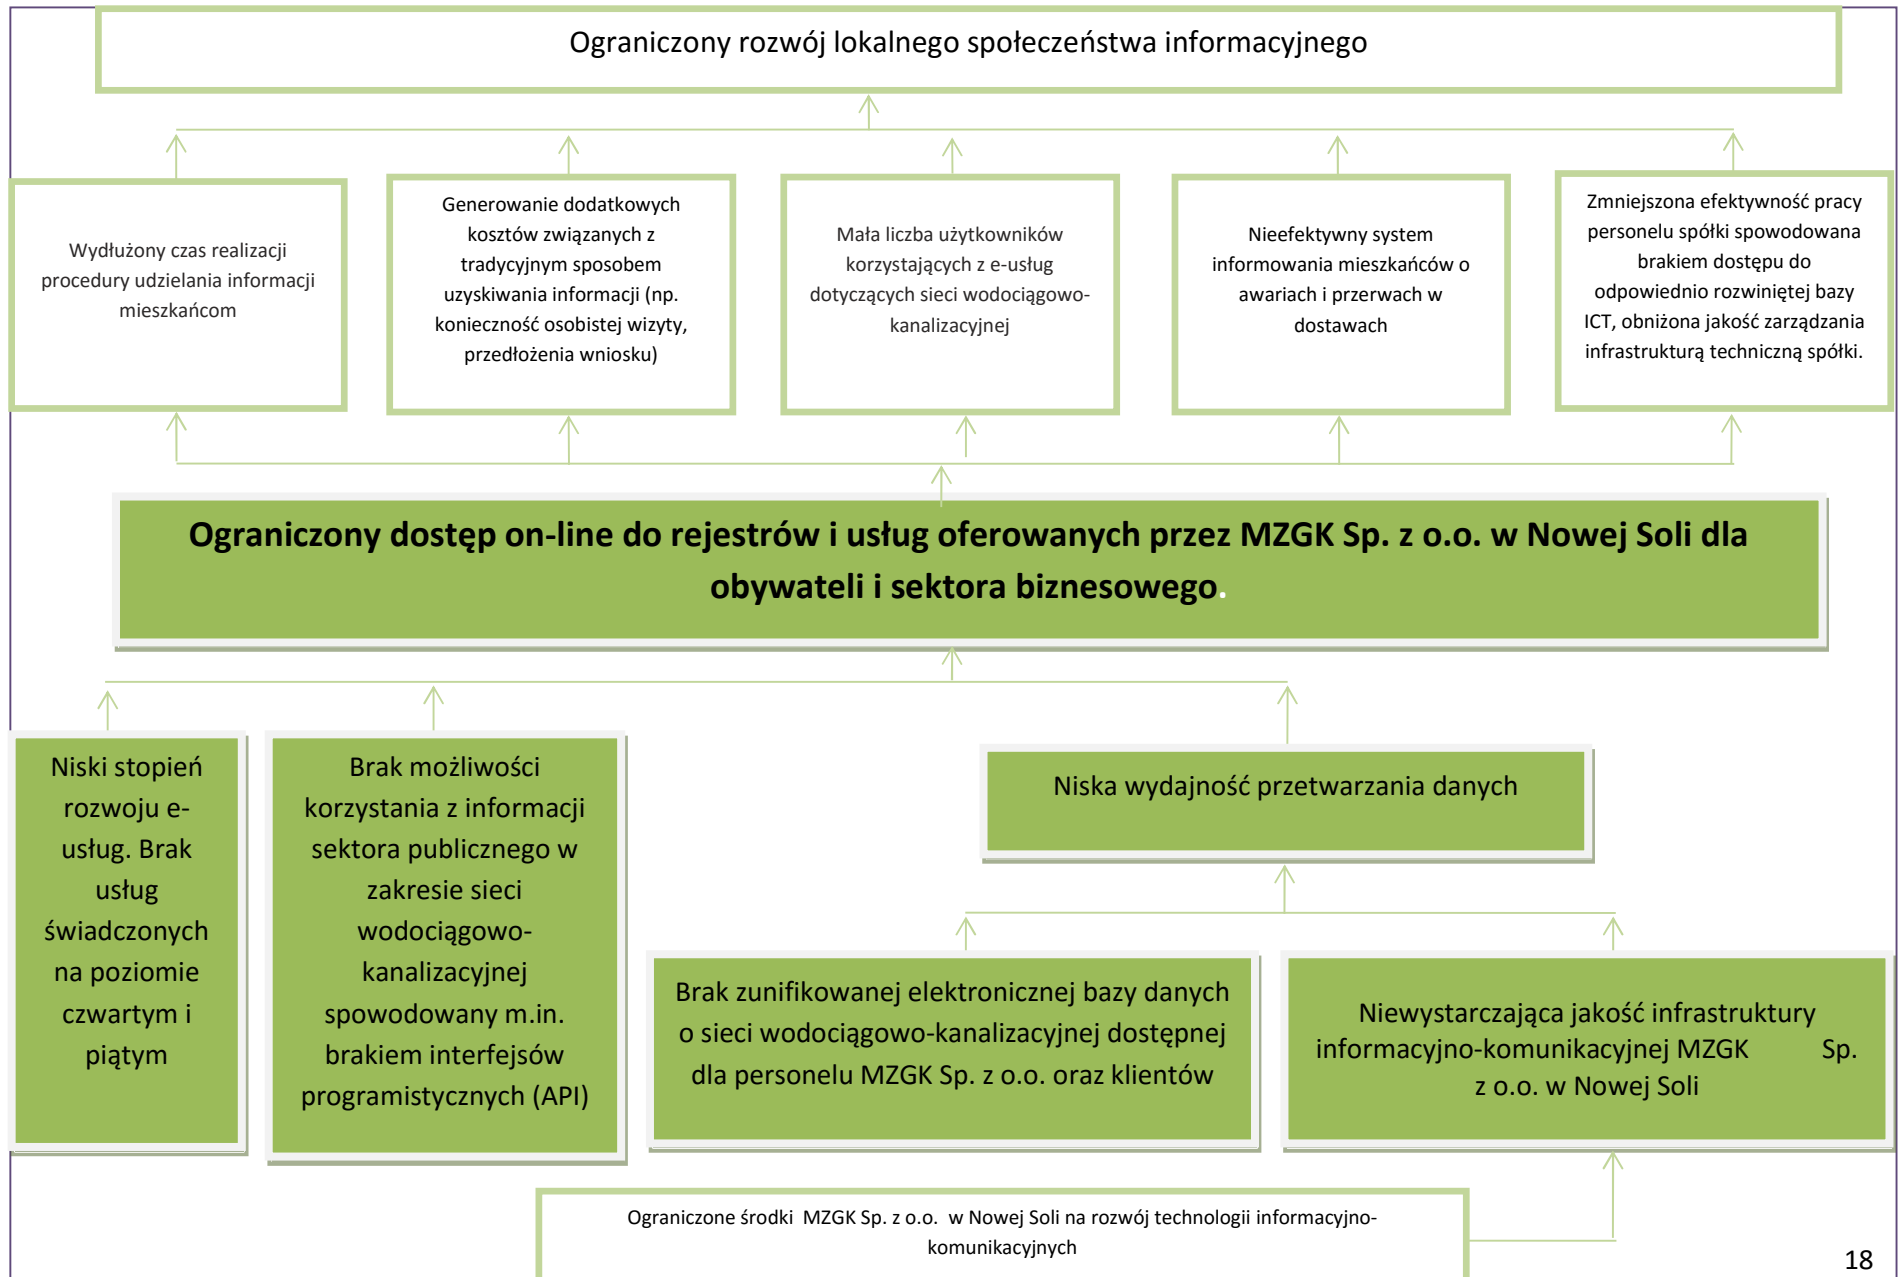 Ograniczony rozwój lokalnego społeczeństwa informacyjnego
Wydłużony czas realizacji
procedury udzielania informacji
mieszkańcom
Generowanie dodatkowych
kosztów związanych z
tradycyjnym sposobem
uzyskiwania informacji (np.
konieczność osobistej wizyty,
przedłożenia wniosku)
Mała liczba użytkowników
korzystających z e-usług
dotyczących sieci wodociągowo-
kanalizacyjnej
Nieefektywny system
informowania mieszkańców o
awariach i przerwach w
dostawach
Zmniejszona efektywność pracy
personelu spółki spowodowana
brakiem dostępu do
odpowiednio rozwiniętej bazy
ICT, obniżona jakość zarządzania
infrastrukturą techniczną spółki.
Ograniczony dostęp on-line do rejestrów i usług oferowanych przez MZGK Sp. z o.o. w Nowej Soli dla
obywateli i sektora biznesowego.
Niski stopień
rozwoju e-
usług. Brak
usług
świadczonych
na poziomie
czwartym i
piątym
Brak możliwości
korzystania z informacji
sektora publicznego w
zakresie sieci
wodociągowo-
kanalizacyjnej
spowodowany m.in.
brakiem interfejsów
programistycznych (API)
Niska wydajność przetwarzania danych
Brak zunifikowanej elektronicznej bazy danych
o sieci wodociągowo-kanalizacyjnej dostępnej
dla personelu MZGK Sp. z o.o. oraz klientów
Niewystarczająca jakość infrastruktury
informacyjno-komunikacyjnej MZGK Sp.
z o.o. w Nowej Soli
Ograniczone środki MZGK Sp. z o.o. w Nowej Soli na rozwój technologii informacyjno-
komunikacyjnych
18